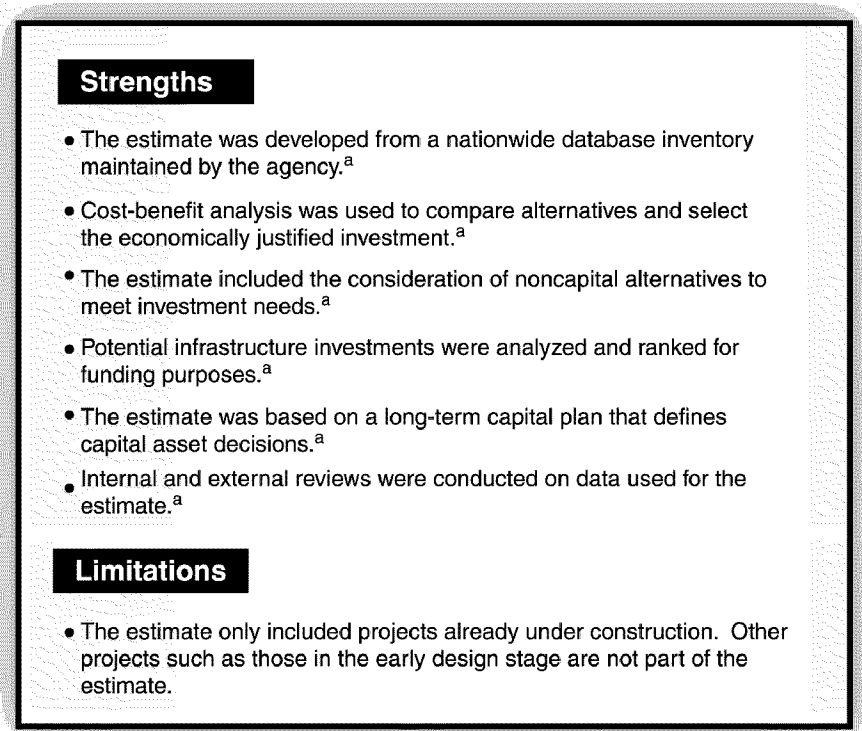 Strengths
• The estimate was developed from a nationwide database inventory
maintained by the agency.a
• Cost-benefit analysis was used to compare alternatives and select
the economically justified investment.a
• The estimate included the consideration of noncapital alternatives to
meet investment needs.a
• Potential infrastructure investments were analyzed and ranked for
funding purposes.a
• The estimate was based on a long-term capital plan that defines
capital asset decisions.a
• Internal and external reviews were conducted on data used for the
estimate.a
Limitations
• The estimate only included projects already under construction.  Other
projects such as those in the early design stage are not part of the
estimate.